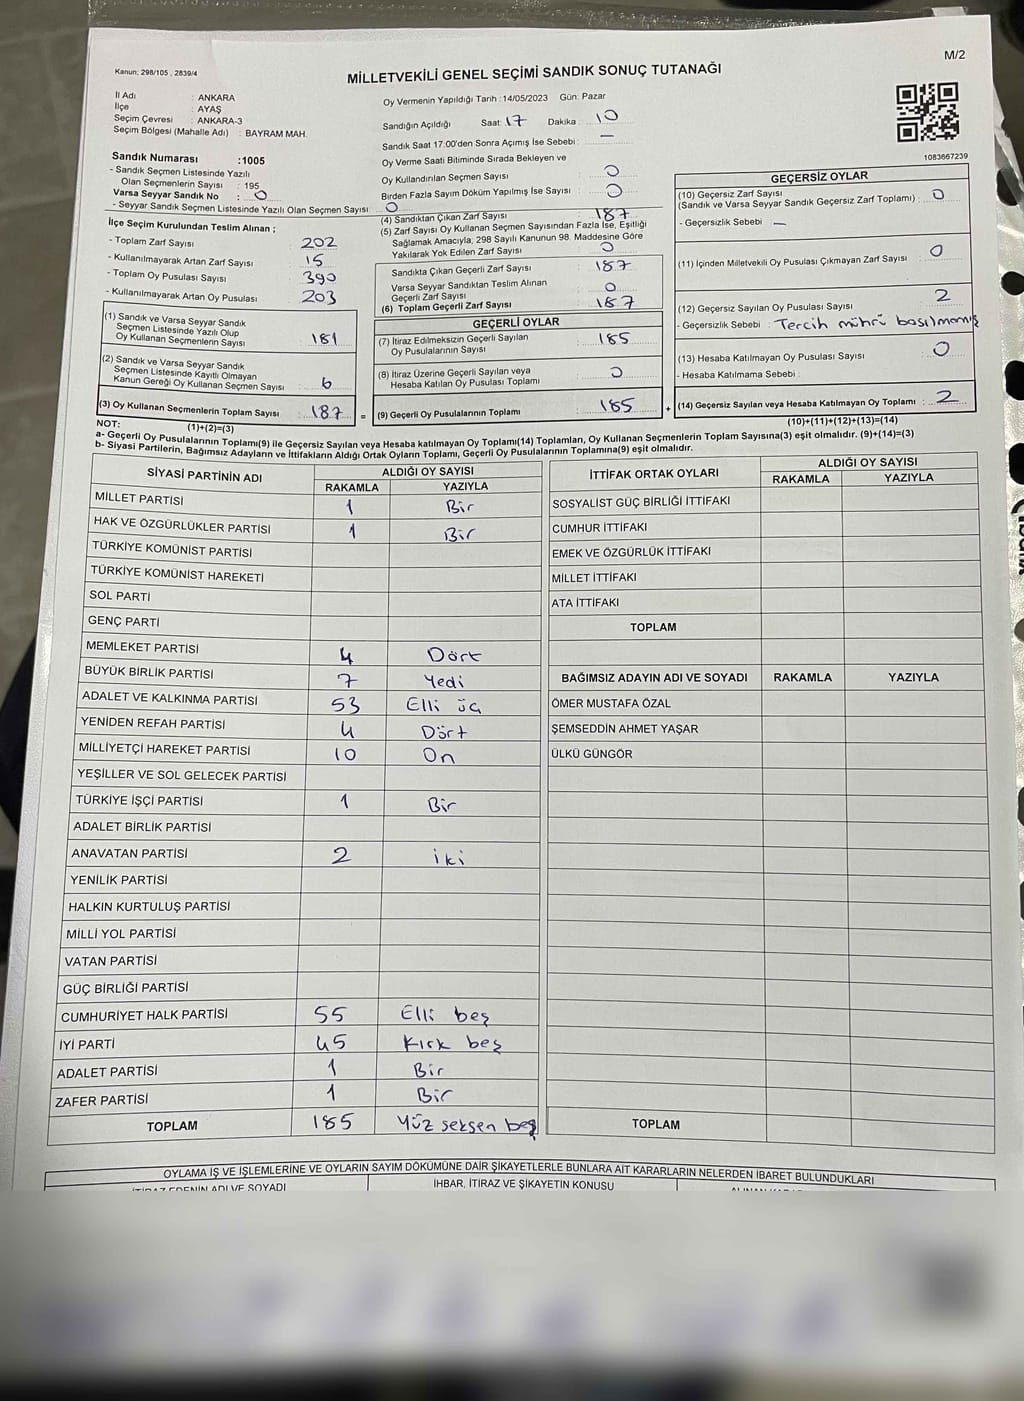 M/2
Kanun; 298/105 , 2839/4
MİLLETVEKİLİ GENEL SEÇİMİ SANDIK SONUÇ TUTANAĞI
İl Adı : ANKARA
İlçe : AYAŞ
Seçim Çevresi : ANKARA-3
Seçim Bölgesi (Mahalle Adı) : BAYRAM MAH.
Sandık Numarası :1005
- Sandık Seçmen Listesinde Yazılı
Olan Seçmenlerin Sayısı : 195
Varsa Seyyar Sandık No : 0
- Seyyar Sandık Seçmen Listesinde Yazılı Olan Seçmen Sayısı : 0
İlçe Seçim Kurulundan Teslim Alınan ;
- Toplam Zarf Sayısı : 202
- Kullanılmayarak Artan Zarf Sayısı : 15
- Toplam Oy Pusulası Sayısı : 390
- Kullanılmayarak Artan Oy Pusulası : 203
(1) Sandık ve Varsa Seyyar Sandık
Seçmen Listesinde Yazılı Olup
Oy Kullanan Seçmenlerin Sayısı : 181
(2) Sandık ve Varsa Seyyar Sandık
Seçmen Listesinde Kayıtlı Olmayan
Kanun Gereği Oy Kullanan Seçmen Sayısı : 6
(3) Oy Kullanan Seçmenlerin Toplam Sayısı : 187 =
(1)+(2)=(3)
Oy Vermenin Yapıldığı Tarih :14/05/2023 Gün: Pazar
Sandığın Açıldığı Saat: 17 Dakika : 10
Sandık Saat 17:00'den Sonra Açımış İse Sebebi : —
Oy Verme Saati Bitiminde Sırada Bekleyen ve
Oy Kullandırılan Seçmen Sayısı : 0
Birden Fazla Sayım Döküm Yapılmış İse Sayısı : 0
(4) Sandıktan Çıkan Zarf Sayısı : 187
(5) Zarf Sayısı Oy Kullanan Seçmen Sayısından Fazla İse, Eşitliği
Sağlamak Amacıyla; 298 Sayılı Kanunun 98. Maddesine Göre
Yakılarak Yok Edilen Zarf Sayısı : 0
Sandıkta Çıkan Geçerli Zarf Sayısı : 187
Varsa Seyyar Sandıktan Teslim Alınan
Geçerli Zarf Sayısı : 0
(6) Toplam Geçerli Zarf Sayısı : 187
GEÇERLİ OYLAR
(7) İtiraz Edilmeksizin Geçerli Sayılan
Oy Pusulalarının Sayısı : 185
(8) İtiraz Üzerine Geçerli Sayılan veya
Hesaba Katılan Oy Pusulası Toplamı : 0
(9) Geçerli Oy Pusulalarının Toplamı : 185 +
1083667239
GEÇERSİZ OYLAR
(10) Geçersiz Zarf Sayısı
(Sandık ve Varsa Seyyar Sandık Geçersiz Zarf Toplamı) : 0
- Geçersizlik Sebebi : —
(11) İçinden Milletvekili Oy Pusulası Çıkmayan Zarf Sayısı : 0
(12) Geçersiz Sayılan Oy Pusulası Sayısı : 2
- Geçersizlik Sebebi : Tercih mührü basılmamış
(13) Hesaba Katılmayan Oy Pusulası Sayısı : 0
- Hesaba Katılmama Sebebi :
(14) Geçersiz Sayılan veya Hesaba Katılmayan Oy Toplamı : 2
(10)+(11)+(12)+(13)=(14)
NOT:
a- Geçerli Oy Pusulalarının Toplamı(9) ile Geçersiz Sayılan veya Hesaba katılmayan Oy Toplamı(14) Toplamları, Oy Kullanan Seçmenlerin Toplam Sayısına(3) eşit olmalıdır. (9)+(14)=(3)
b- Siyasi Partilerin, Bağımsız Adayların ve İttifakların Aldığı Ortak Oyların Toplamı, Geçerli Oy Pusulalarının Toplamına(9) eşit olmalıdır.
SİYASİ PARTİNİN ADI ALDIĞI OY SAYISI
RAKAMLA YAZIYLA
MİLLET PARTİSİ 1 Bir
HAK VE ÖZGÜRLÜKLER PARTİSİ 1 Bir
TÜRKİYE KOMÜNİST PARTİSİ
TÜRKİYE KOMÜNİST HAREKETİ
SOL PARTİ
GENÇ PARTİ
MEMLEKET PARTİSİ 4 Dört
BÜYÜK BİRLİK PARTİSİ 7 Yedi
ADALET VE KALKINMA PARTİSİ 53 Elli üç
YENİDEN REFAH PARTİSİ 4 Dört
MİLLİYETÇİ HAREKET PARTİSİ 10 On
YEŞİLLER VE SOL GELECEK PARTİSİ
TÜRKİYE İŞÇİ PARTİSİ 1 Bir
ADALET BİRLİK PARTİSİ
ANAVATAN PARTİSİ 2 iki
YENİLİK PARTİSİ
HALKIN KURTULUŞ PARTİSİ
MİLLİ YOL PARTİSİ
VATAN PARTİSİ
GÜÇ BİRLİĞİ PARTİSİ
CUMHURİYET HALK PARTİSİ 55 Elli beş
İYİ PARTİ 45 Kırk beş
ADALET PARTİSİ 1 Bir
ZAFER PARTİSİ 1 Bir
TOPLAM 185 Yüz seksen beş
İTTİFAK ORTAK OYLARI ALDIĞI OY SAYISI
RAKAMLA YAZIYLA
SOSYALİST GÜÇ BİRLİĞİ İTTİFAKI
CUMHUR İTTİFAKI
EMEK VE ÖZGÜRLÜK İTTİFAKI
MİLLET İTTİFAKI
ATA İTTİFAKI
TOPLAM
BAĞIMSIZ ADAYIN ADI VE SOYADI RAKAMLA YAZIYLA
ÖMER MUSTAFA ÖZAL
ŞEMSEDDİN AHMET YAŞAR
ÜLKÜ GÜNGÖR
TOPLAM
OYLAMA İŞ VE İŞLEMLERİNE VE OYLARIN SAYIM DÖKÜMÜNE DAİR ŞİKAYETLERLE BUNLARA AİT KARARLARIN NELERDEN İBARET BULUNDUKLARI
İTİRAZ EDENİN ADI VE SOYADI İHBAR, İTİRAZ VE ŞİKAYETİN KONUSU